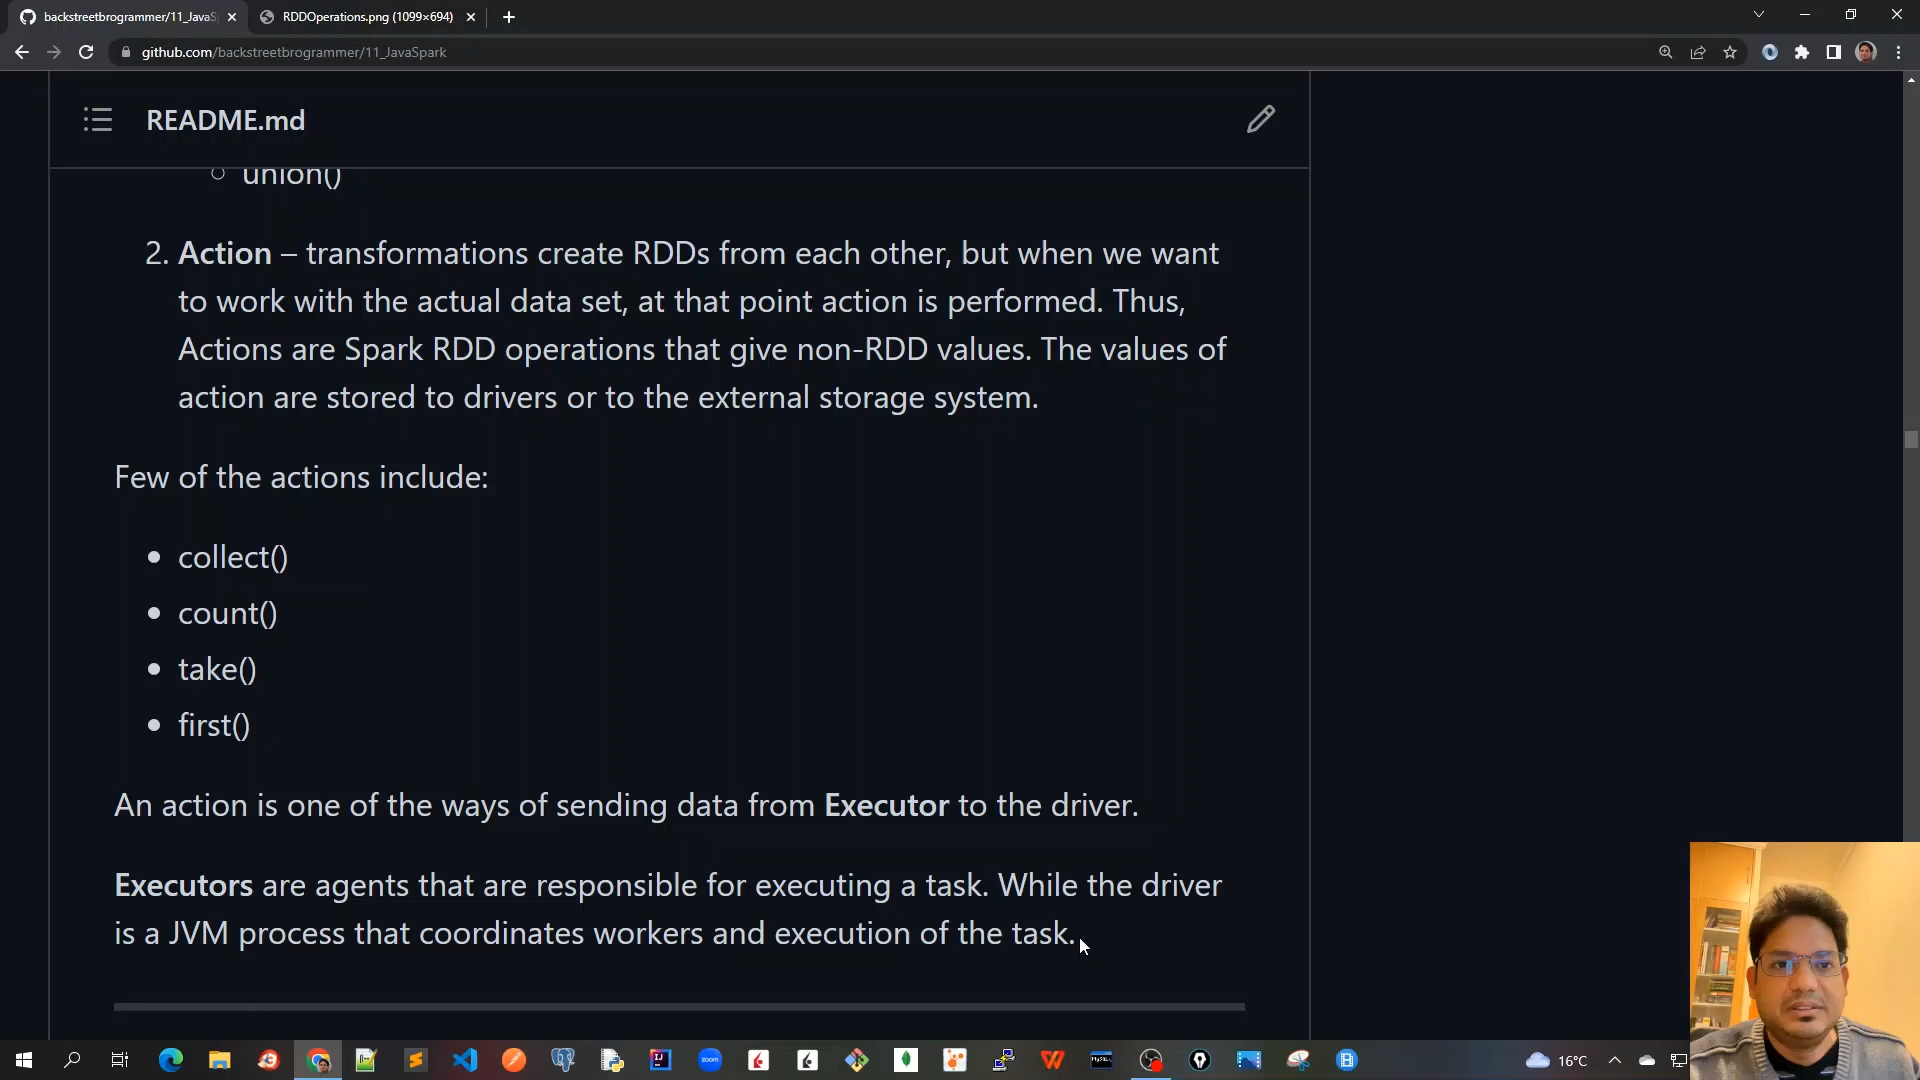 backstreetbrogrammer/11_JavaS
RDDOperations.png (1099×694)
github.com/backstreetbrogrammer/11_JavaSpark
README.md
union()
2. Action – transformations create RDDs from each other, but when we want
to work with the actual data set, at that point action is performed. Thus,
Actions are Spark RDD operations that give non-RDD values. The values of
action are stored to drivers or to the external storage system.
Few of the actions include:
collect()
count()
take()
first()
An action is one of the ways of sending data from Executor to the driver.
Executors are agents that are responsible for executing a task. While the driver
is a JVM process that coordinates workers and execution of the task.
zoom
16°C